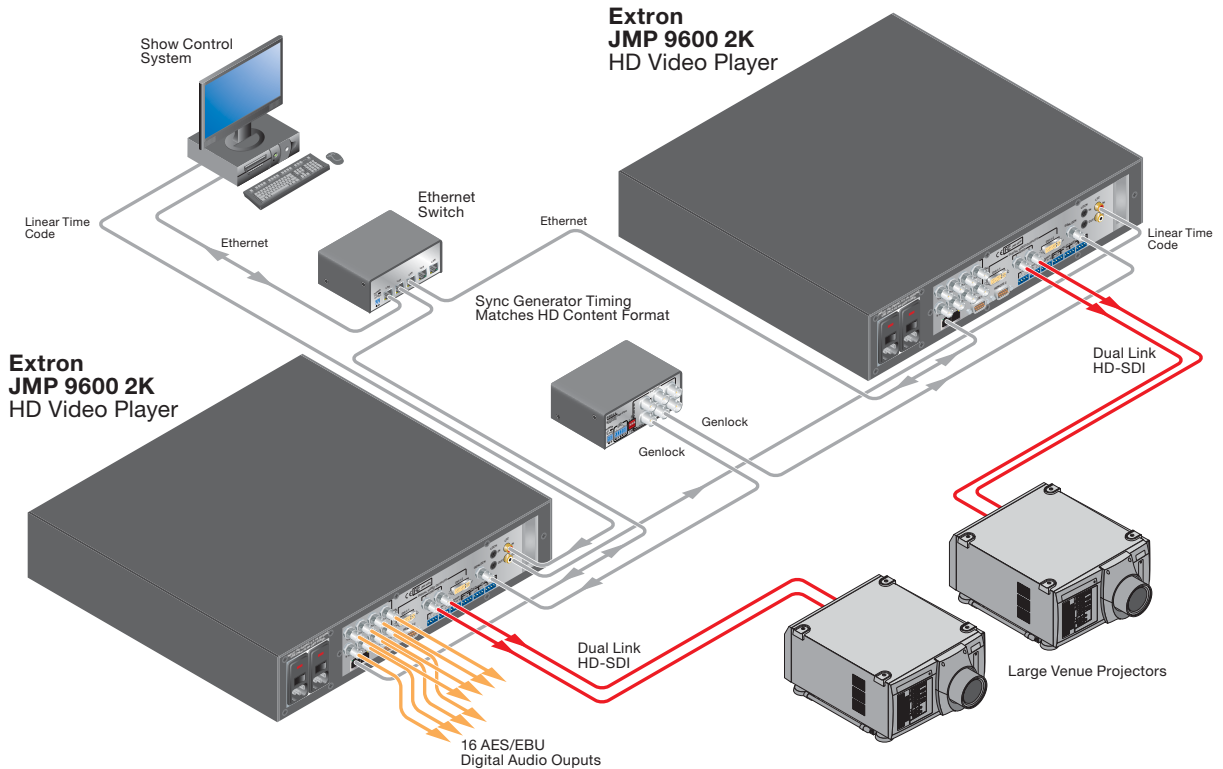 Extron
JMP 9600 2K
HD Video Player
Show Control
System
Ethernet
Switch
Linear Time
Code
Ethernet
Ethernet
Linear Time
Code
Sync Generator Timing
Matches HD Content Format
Dual Link
HD-SDI
Extron
JMP 9600 2K
HD Video Player
Genlock
Genlock
Dual Link
HD-SDI
Large Venue Projectors
16 AES/EBU
Digital Audio Ouputs